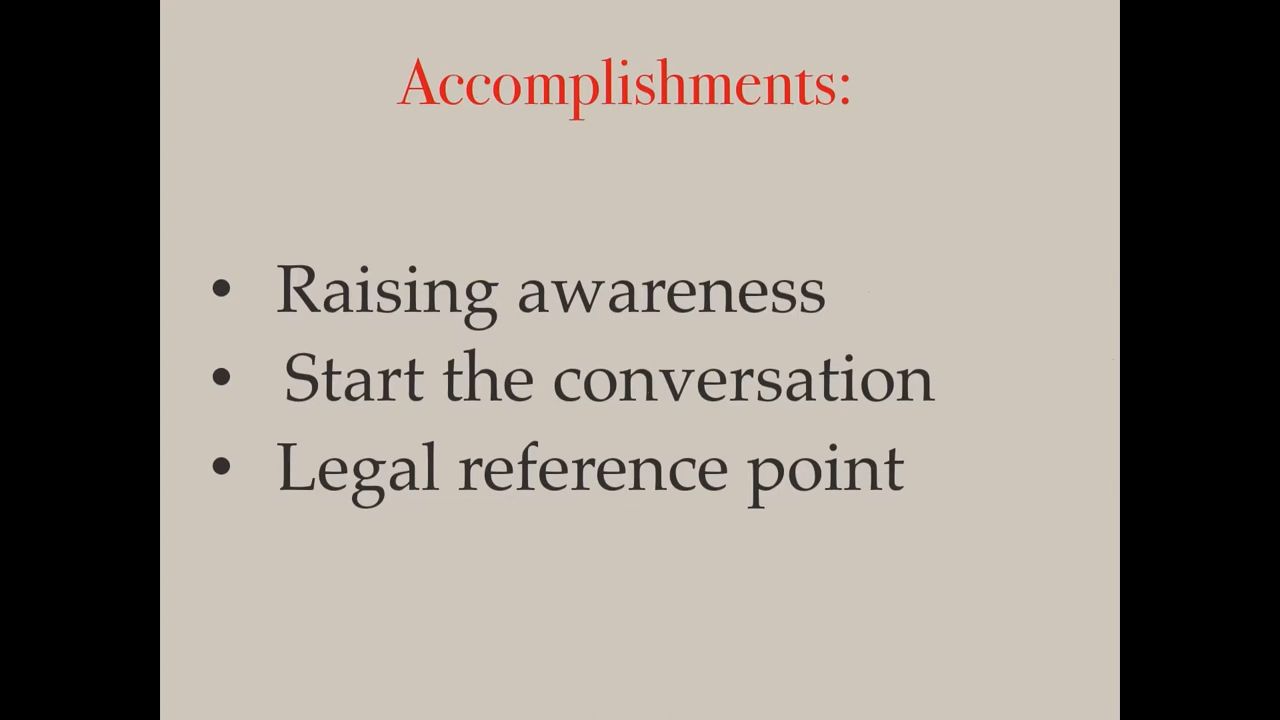 Accomplishments:
• Raising awareness
• Start the conversation
• Legal reference point